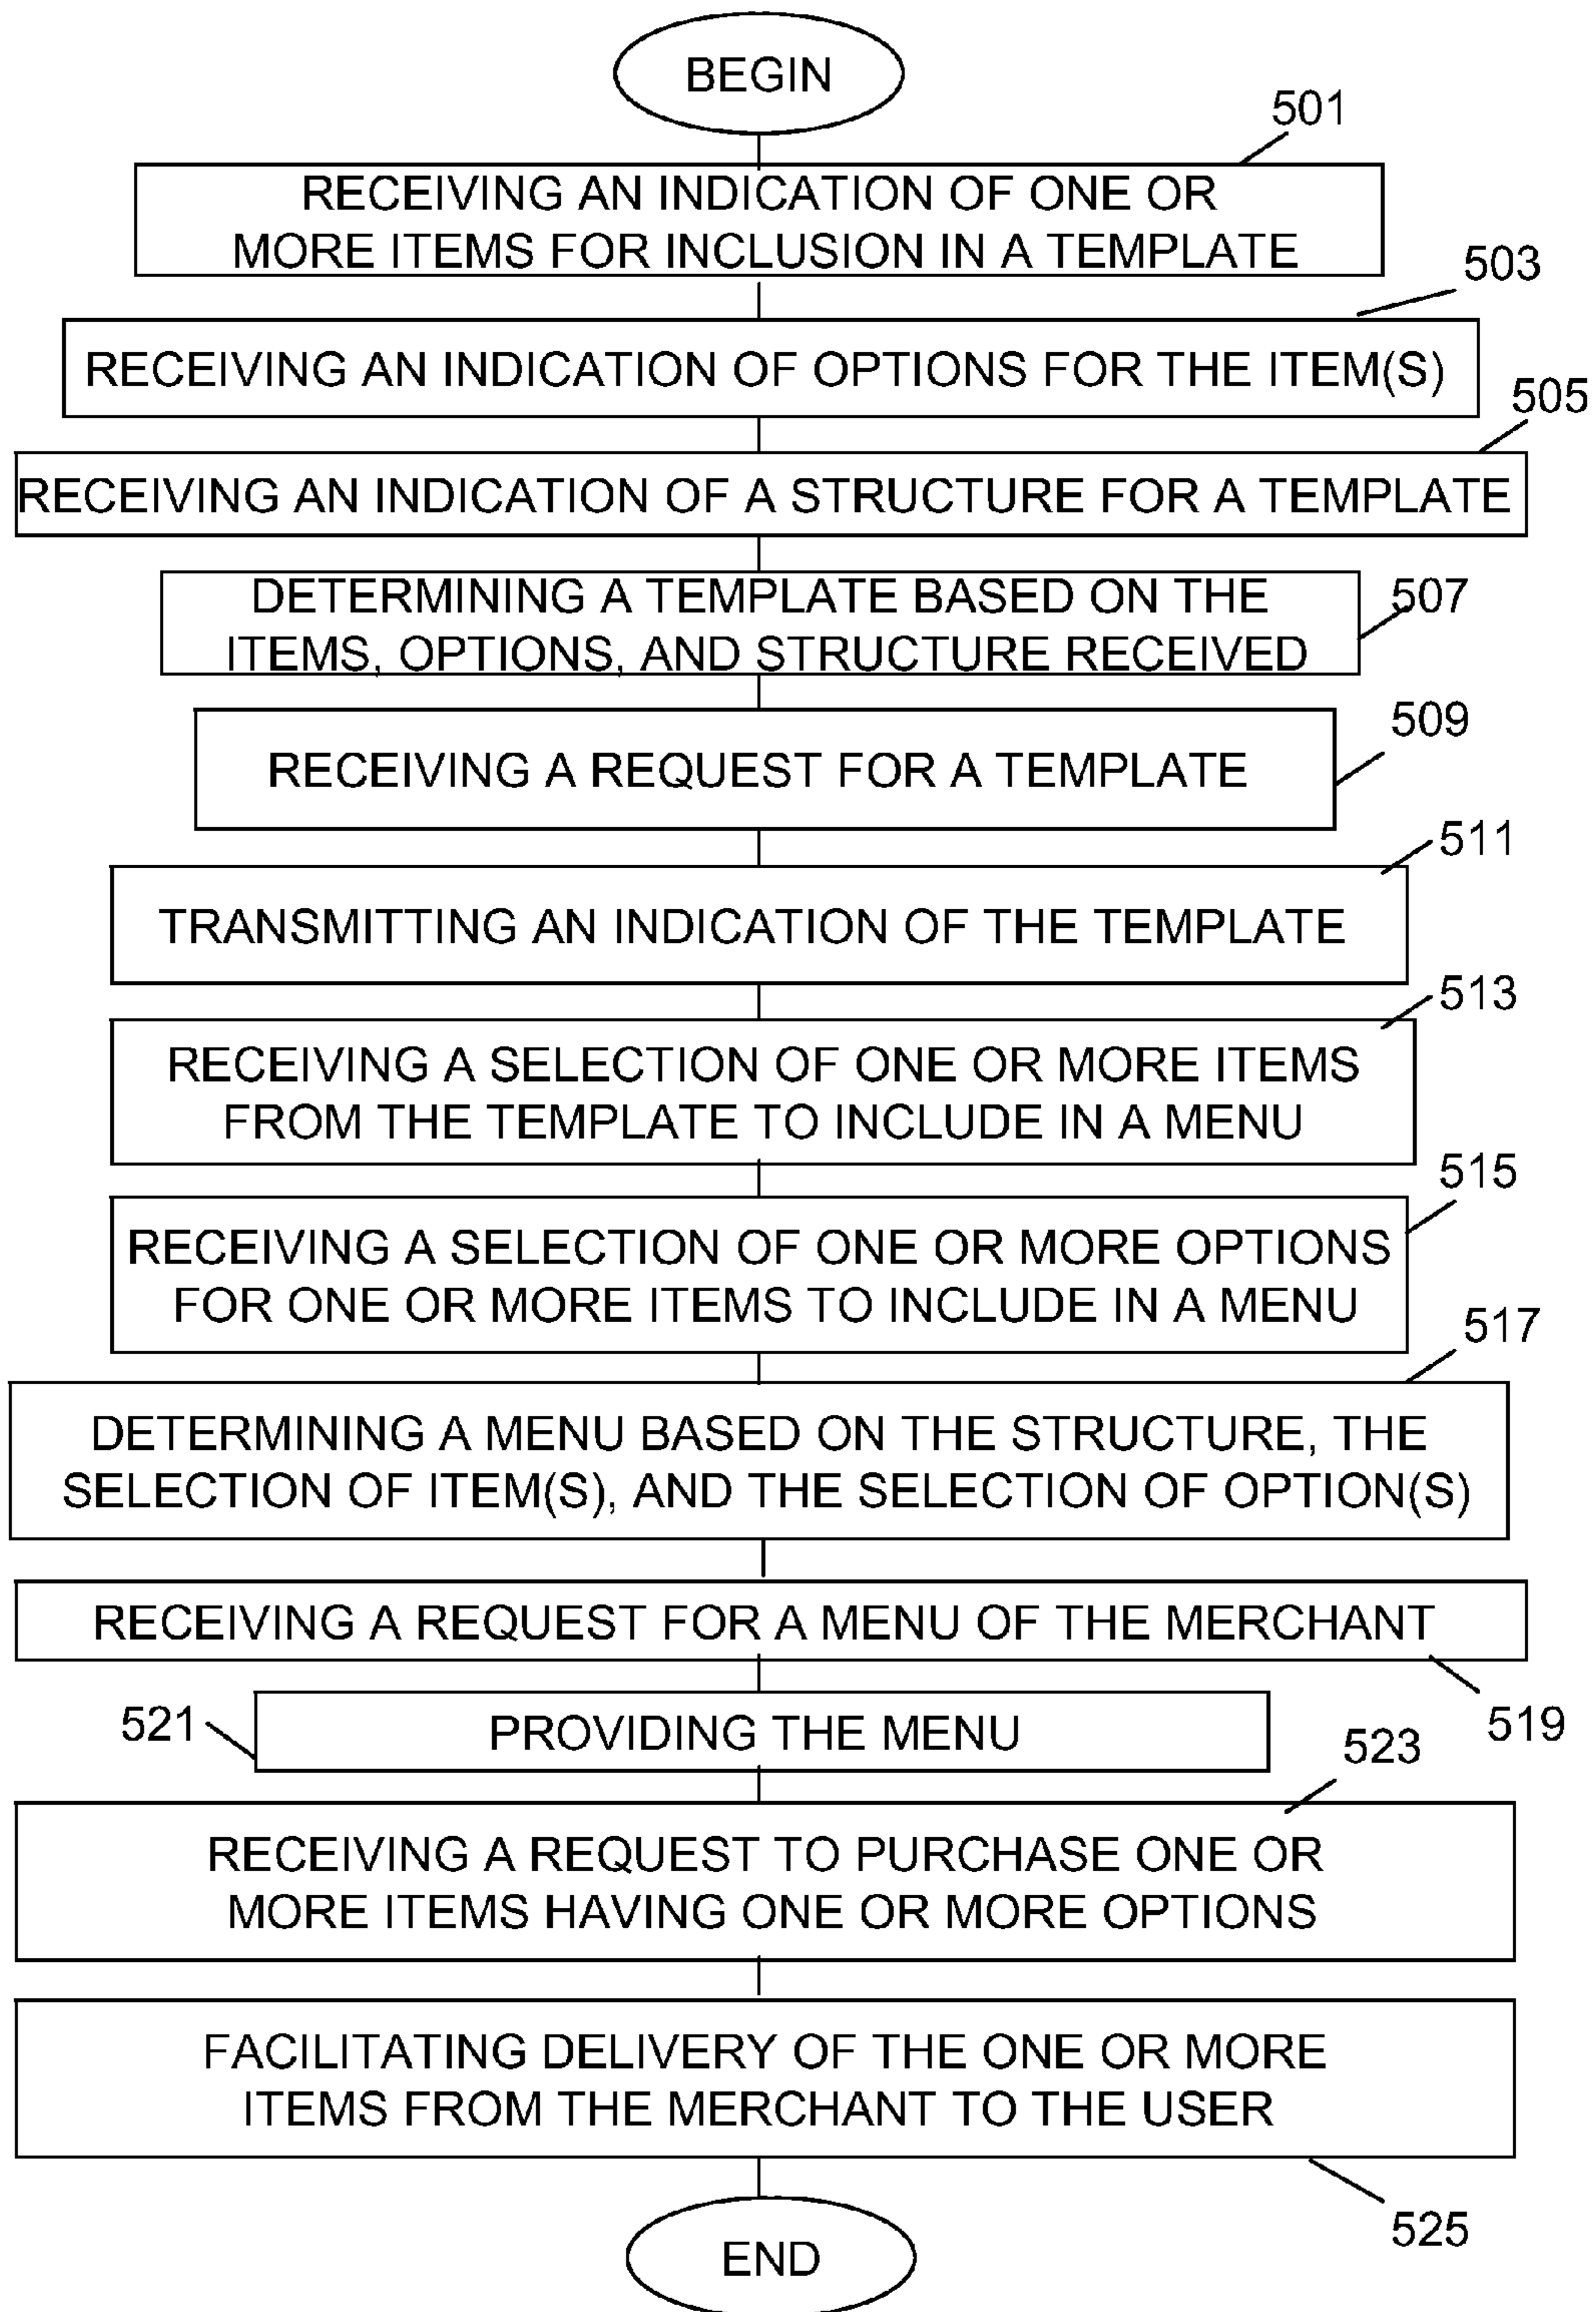 BEGIN
501
RECEIVING AN INDICATION OF ONE OR
MORE ITEMS FOR INCLUSION IN A TEMPLATE
503
RECEIVING AN INDICATION OF OPTIONS FOR THE ITEM(S)
505
RECEIVING AN INDICATION OF A STRUCTURE FOR A TEMPLATE
DETERMINING A TEMPLATE BASED ON THE
ITEMS, OPTIONS, AND STRUCTURE RECEIVED
507
509
RECEIVING A REQUEST FOR A TEMPLATE
511
TRANSMITTING AN INDICATION OF THE TEMPLATE
513
RECEIVING A SELECTION OF ONE OR MORE ITEMS
FROM THE TEMPLATE TO INCLUDE IN A MENU
515
RECEIVING A SELECTION OF ONE OR MORE OPTIONS
FOR ONE OR MORE ITEMS TO INCLUDE IN A MENU
517
DETERMINING A MENU BASED ON THE STRUCTURE, THE
SELECTION OF ITEM(S), AND THE SELECTION OF OPTION(S)
RECEIVING A REQUEST FOR A MENU OF THE MERCHANT
519
521
PROVIDING THE MENU
523
RECEIVING A REQUEST TO PURCHASE ONE OR
MORE ITEMS HAVING ONE OR MORE OPTIONS
FACILITATING DELIVERY OF THE ONE OR MORE
ITEMS FROM THE MERCHANT TO THE USER
525
END